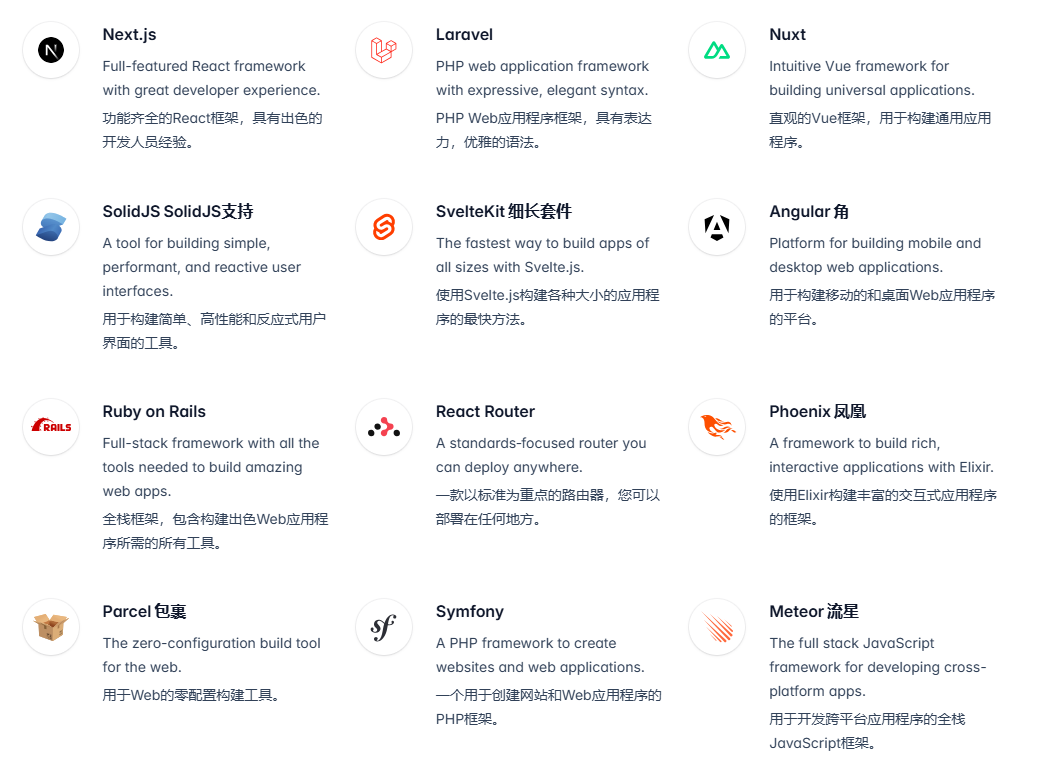 Next.js
Full-featured React framework
with great developer experience.
功能齐全的React框架，具有出色的
开发人员经验。
Laravel
PHP web application framework
with expressive, elegant syntax.
PHP Web应用程序框架，具有表达
力，优雅的语法。
Nuxt
Intuitive Vue framework for
building universal applications.
直观的Vue框架，用于构建通用应用
程序。
SolidJS SolidJS支持
A tool for building simple,
performant, and reactive user
interfaces.
用于构建简单、高性能和反应式用户
界面的工具。
SvelteKit 细长套件
The fastest way to build apps of
all sizes with Svelte.js.
使用Svelte.js构建各种大小的应用程
序的最快方法。
Angular 角
Platform for building mobile and
desktop web applications.
用于构建移动的和桌面Web应用程序
的平台。
RAILS
Ruby on Rails
Full-stack framework with all the
tools needed to build amazing
web apps.
全栈框架，包含构建出色Web应用程
序所需的所有工具。
React Router
A standards-focused router you
can deploy anywhere.
一款以标准为重点的路由器，您可以
部署在任何地方。
Phoenix 凤凰
A framework to build rich,
interactive applications with Elixir.
使用Elixir构建丰富的交互式应用程序
的框架。
Parcel 包裹
The zero-configuration build tool
for the web.
用于Web的零配置构建工具。
sf
Symfony
A PHP framework to create
websites and web applications.
一个用于创建网站和Web应用程序的
PHP框架。
Meteor 流星
The full stack JavaScript
framework for developing cross-
platform apps.
用于开发跨平台应用程序的全栈
JavaScript框架。